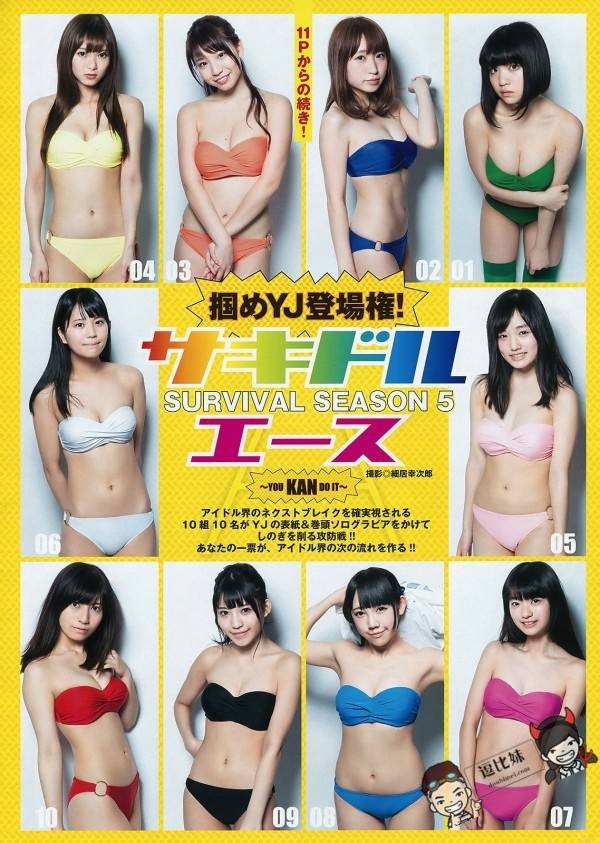 11Pからの続き!
04
03
02
01
掴めYJ登場権!
サキドル
SURVIVAL SEASON 5
エース
撮影◎細居幸次郎
〜YOU KAN DO IT〜
アイドル界のネクストブレイクを確実視される
10組10名がYJの表紙&巻頭ソログラビアをかけて
しのぎを削る攻防戦!!
あなたの一票が、アイドル界の次の流れを作る!!
06
05
10
09
08
07
逗比妹
doubimei.com